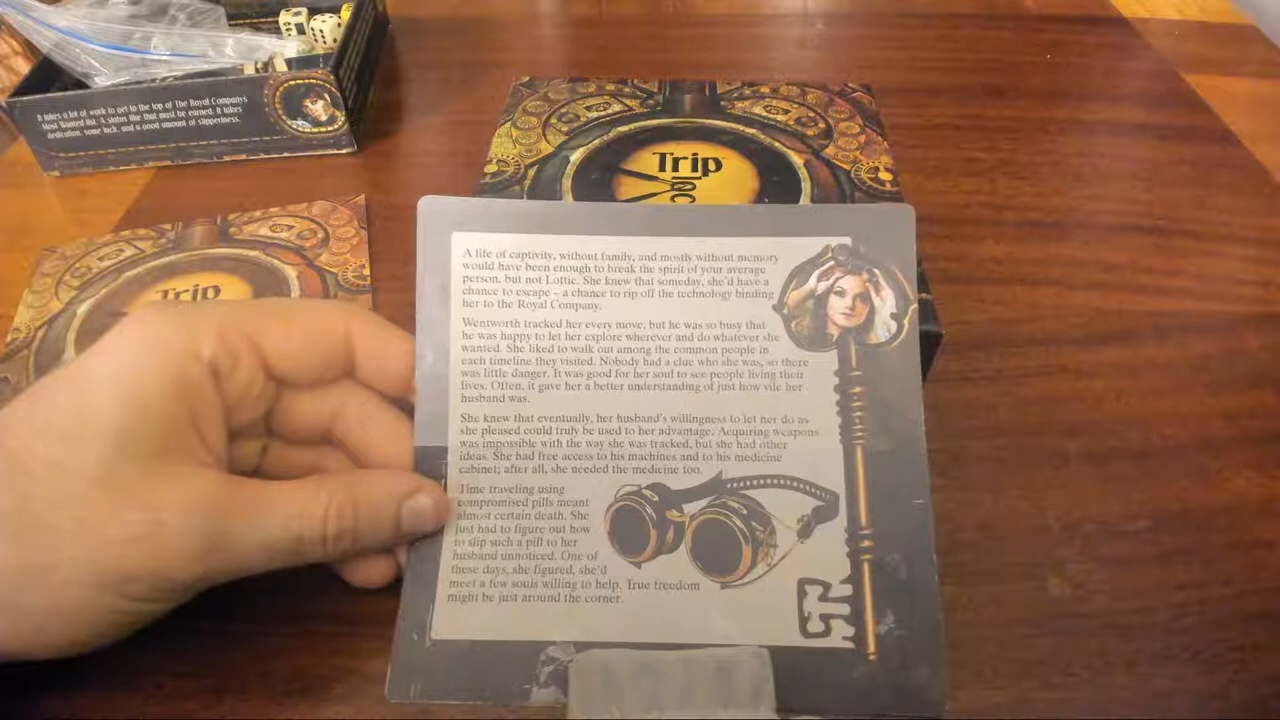 It takes a lot of work to get to the top of The Royal Company's
Most Wanted list. A status like that must be earned. It takes
dedication, some luck, and a good amount of slipperiness.
Trip
Trip
A life of captivity, without family, and mostly without memory
would have been enough to break the spirit of your average
person, but not Lottie. She knew that someday, she'd have a
chance to escape – a chance to rip off the technology binding
her to the Royal Company.
Wentworth tracked her every move, but he was so busy that
he was happy to let her explore wherever and do whatever she
wanted. She liked to walk out among the common people in
each timeline they visited. Nobody had a clue who she was, so there
was little danger. It was good for her soul to see people living their
lives. Often, it gave her a better understanding of just how vile her
husband was.
She knew that eventually, her husband's willingness to let her do as
she pleased could truly be used to her advantage. Acquiring weapons
was impossible with the way she was tracked, but she had other
ideas. She had free access to his machines and to his medicine
cabinet; after all, she needed the medicine too.
Time traveling using
compromised pills meant
almost certain death. She
just had to figure out how
to slip such a pill to her
husband unnoticed. One of
these days, she figured, she'd
meet a few souls willing to help. True freedom
might be just around the corner.